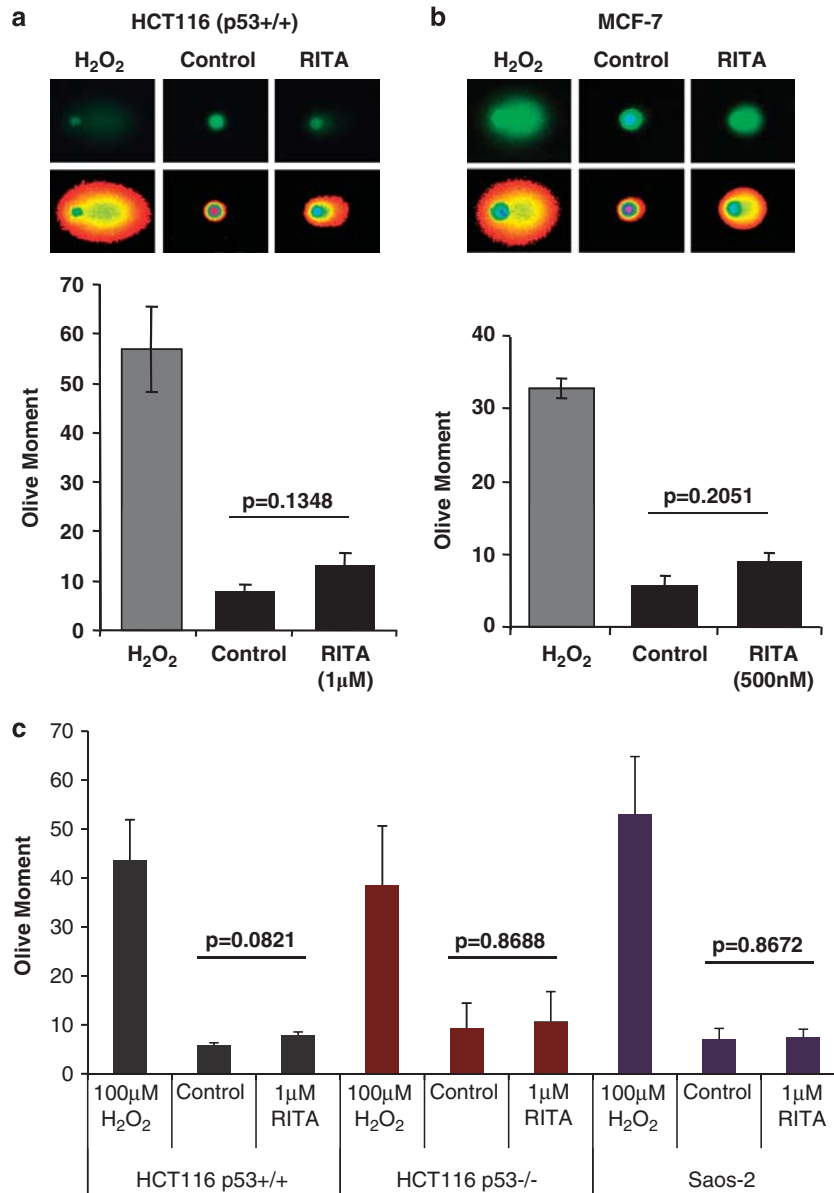 a
HCT116 (p53+/+)
H₂O₂ Control RITA
70
60
50
40
30
20
10
0
Olive Moment
p=0.1348
H₂O₂ Control RITA
(1μM)
b
MCF-7
H₂O₂ Control RITA
40
30
20
10
0
Olive Moment
p=0.2051
H₂O₂ Control RITA
(500nM)
c
70
60
50
40
30
20
10
0
Olive Moment
p=0.0821
p=0.8688
p=0.8672
100μM Control 1μM 100μM Control 1μM 100μM Control 1μM
H₂O₂ RITA H₂O₂ RITA H₂O₂ RITA
HCT116 p53+/+ HCT116 p53-/- Saos-2